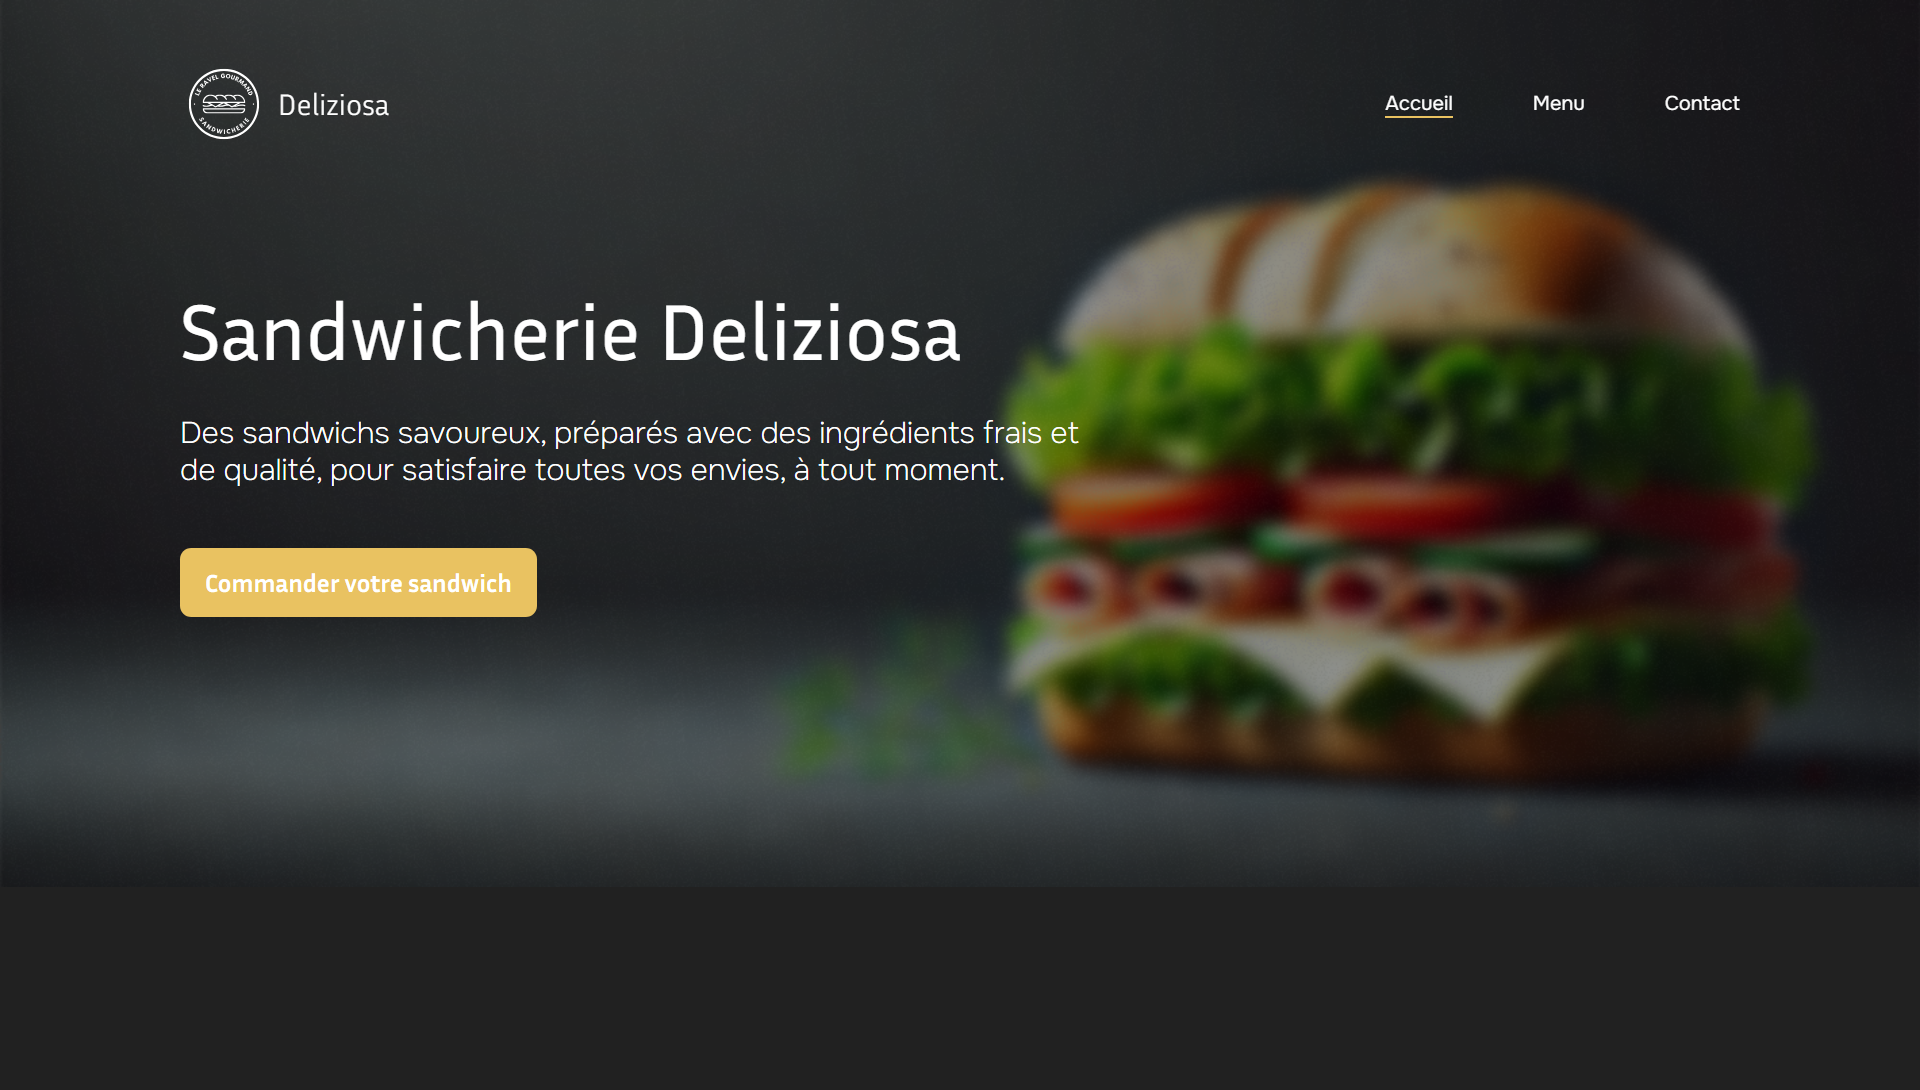 LE RAVEL GOURMAND
SANDWICHERIE
Deliziosa
Accueil
Menu
Contact
Sandwicherie Deliziosa
Des sandwichs savoureux, préparés avec des ingrédients frais et
de qualité, pour satisfaire toutes vos envies, à tout moment.
Commander votre sandwich